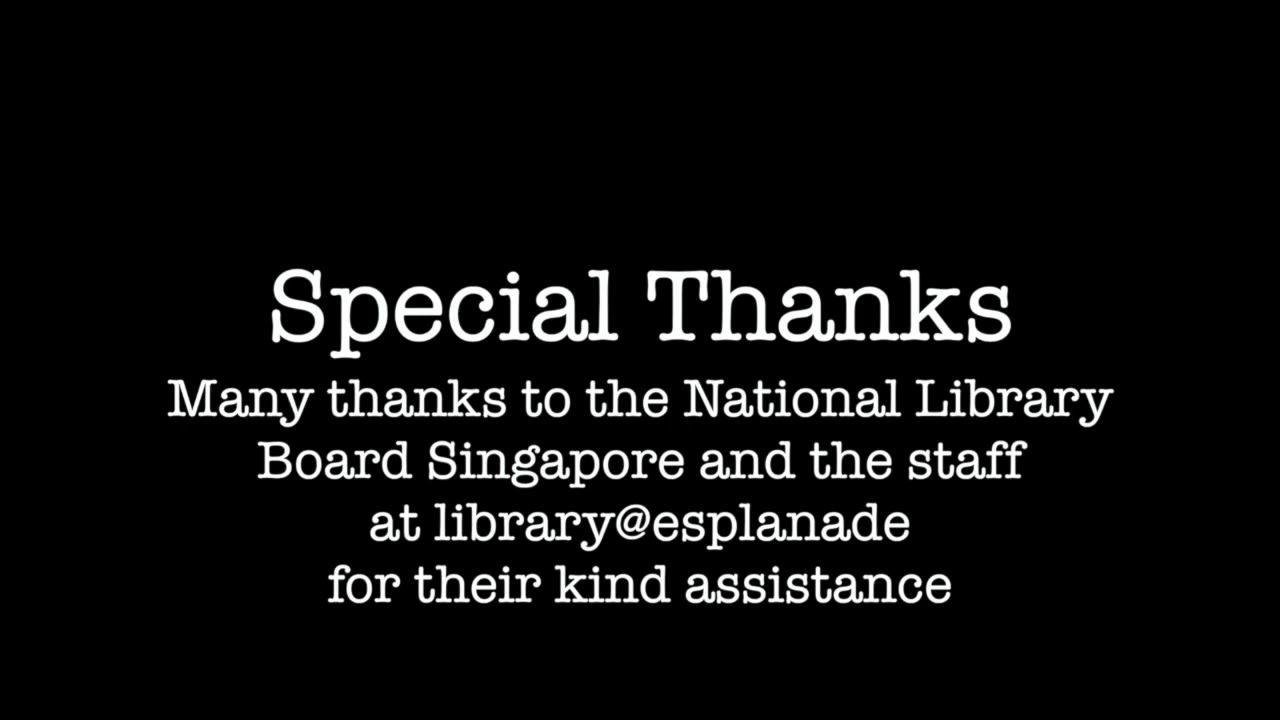 Special Thanks
Many thanks to the National Library
Board Singapore and the staff
at library@esplanade
for their kind assistance